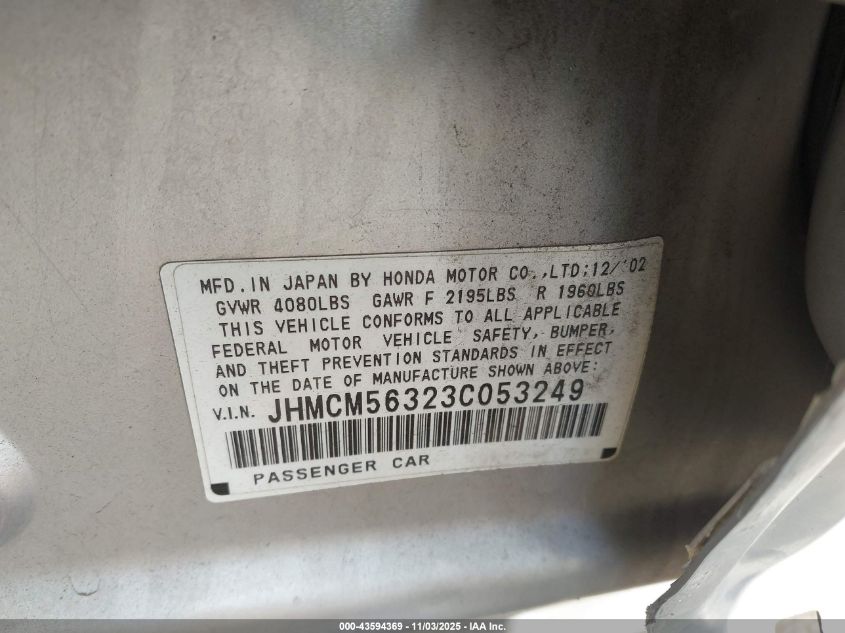 MFD. IN JAPAN BY HONDA MOTOR CO.,LTD;12/'02
GVWR 4080LBS GAWR F 2195LBS R 1960LBS
THIS VEHICLE CONFORMS TO ALL APPLICABLE
FEDERAL MOTOR VEHICLE SAFETY, BUMPER,
AND THEFT PREVENTION STANDARDS IN EFFECT
ON THE DATE OF MANUFACTURE SHOWN ABOVE:
V.I.N. JHMCM56323C053249
PASSENGER CAR
000-43594369 - 11/03/2025 - IAA Inc.